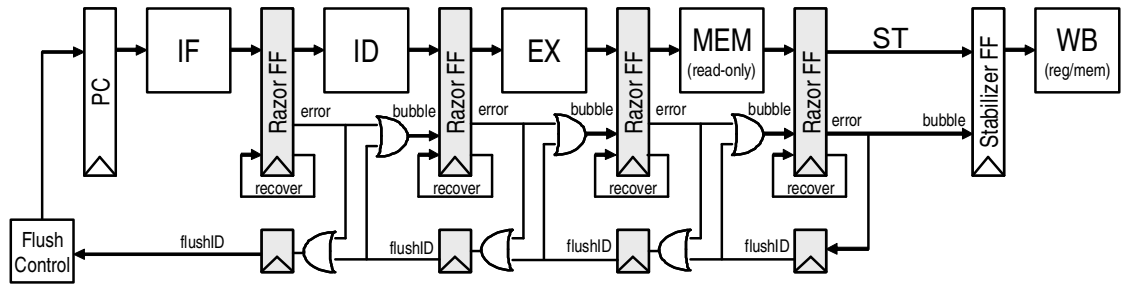 IF
ID
EX
MEM
(read-only)
ST
WB
(reg/mem)
PC
Razor FF
Razor FF
Razor FF
Razor FF
Stabilizer FF
error
bubble
error
bubble
error
bubble
error
bubble
recover
recover
recover
recover
Flush
Control
flushID
flushID
flushID
flushID